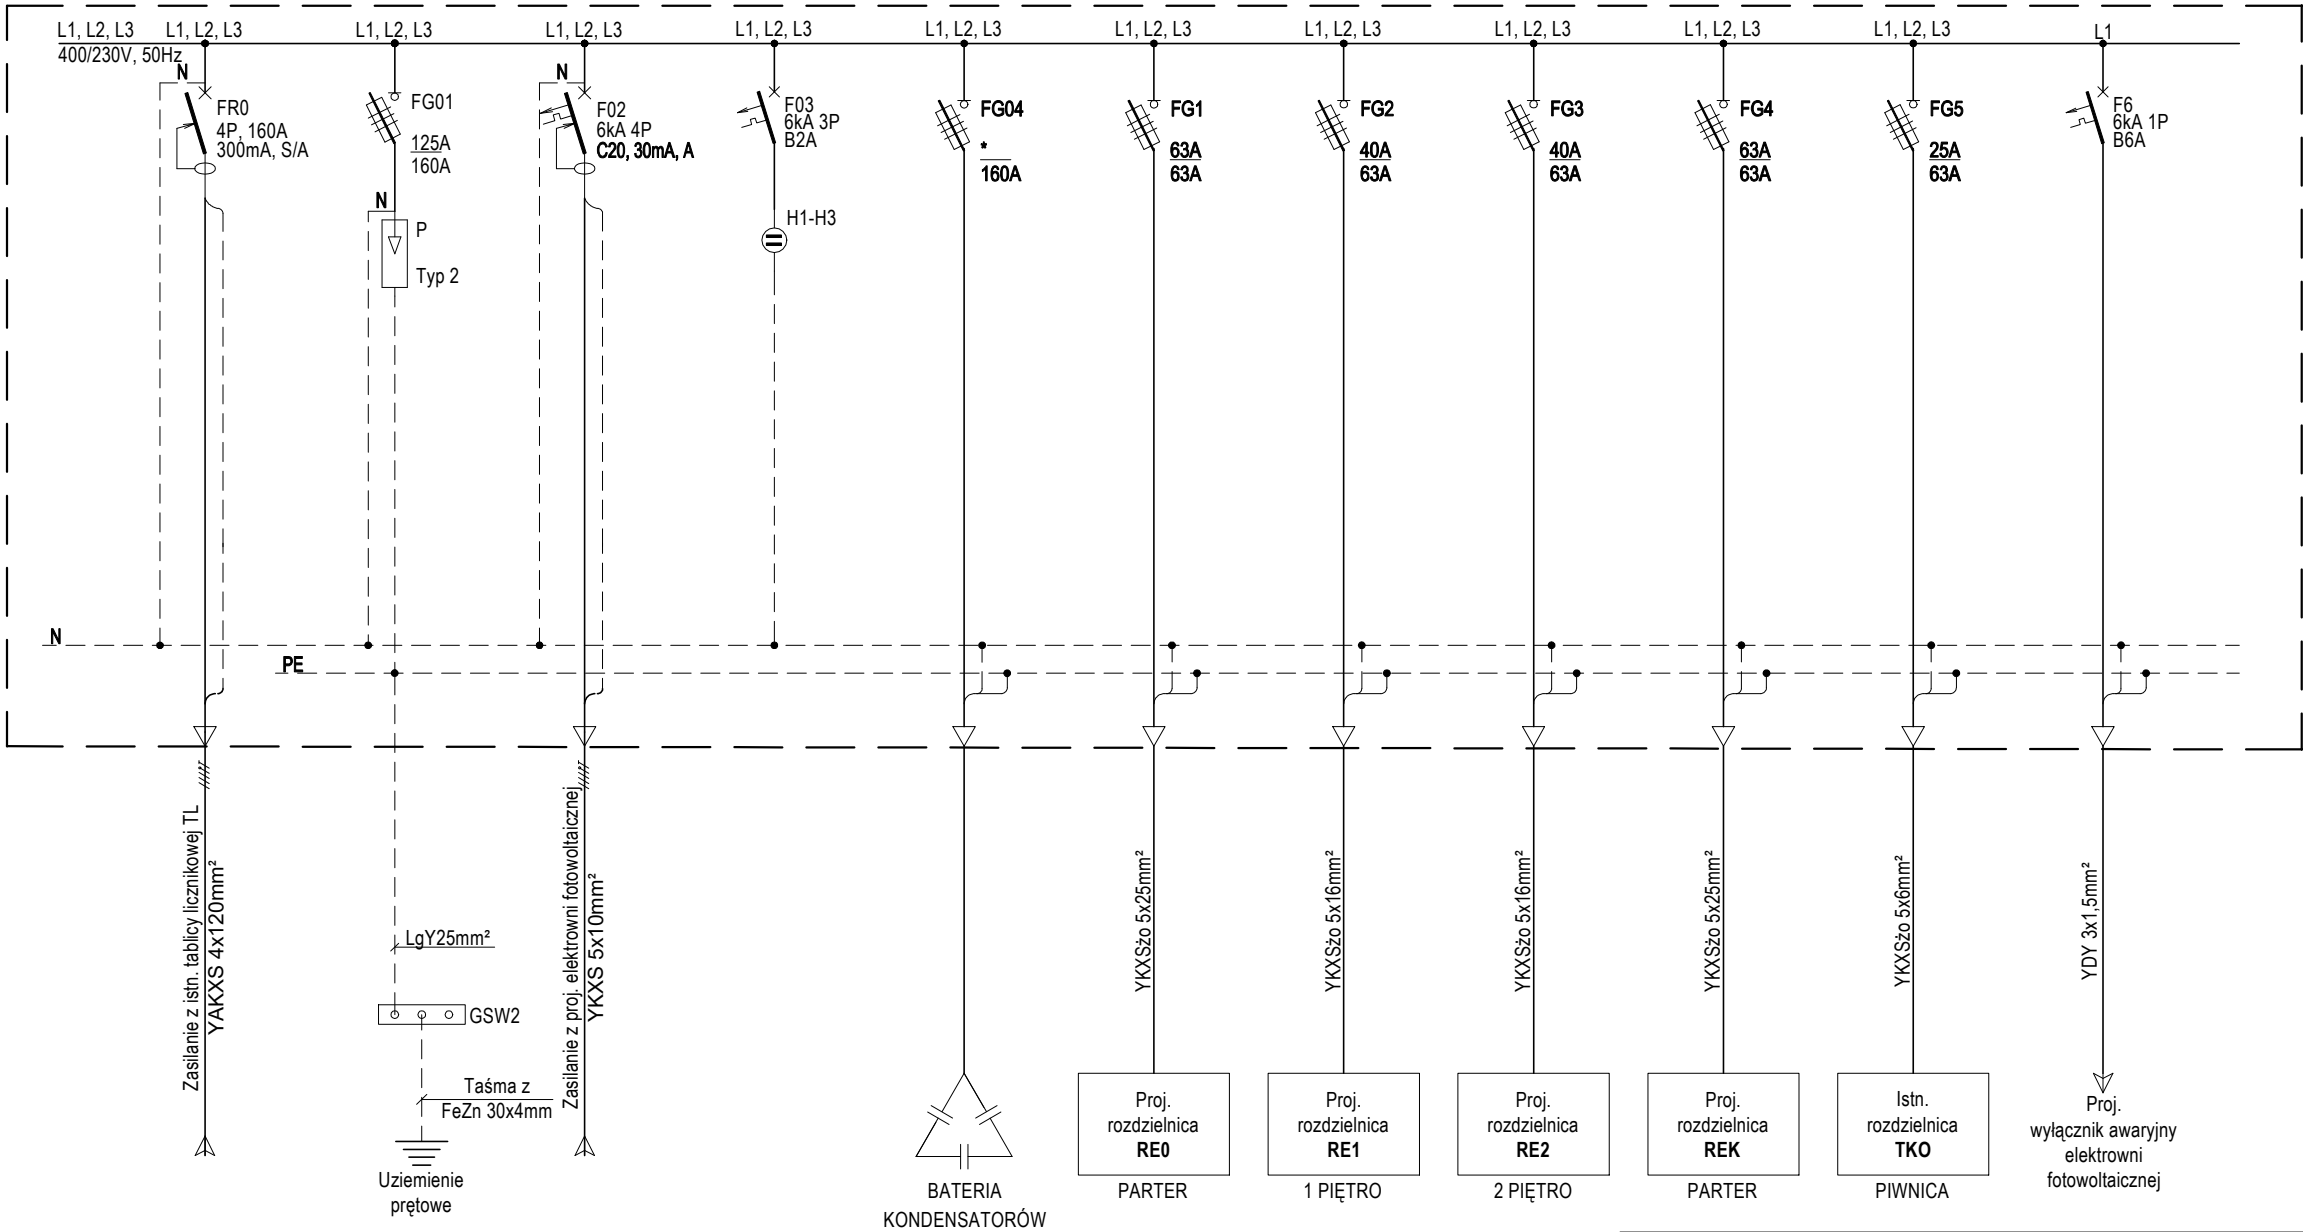 L1, L2, L3
L1, L2, L3
L1, L2, L3
L1, L2, L3
L1, L2, L3
L1, L2, L3
L1, L2, L3
L1, L2, L3
L1, L2, L3
L1, L2, L3
L1, L2, L3
L1
400/230V, 50Hz
N
FR0
4P, 160A
300mA, S/A
FG01
125A
160A
N
P
Typ 2
N
F02
6kA 4P
C20, 30mA, A
F03
6kA 3P
B2A
H1-H3
FG04
*
160A
FG1
63A
63A
FG2
40A
63A
FG3
40A
63A
FG4
63A
63A
FG5
25A
63A
F6
6kA 1P
B6A
N
PE
Zasilanie z istn. tablicy licznikowej TL
YAKXS 4x120mm²
LgY25mm²
GSW2
Taśma z
FeZn 30x4mm
Uziemienie
prętowe
Zasilanie z proj. elektrowni fotowoltaicznej
YKXS 5x10mm²
BATERIA
KONDENSATORÓW
YKXSżo 5x25mm²
Proj.
rozdzielnica
RE0
PARTER
YKXSżo 5x16mm²
Proj.
rozdzielnica
RE1
1 PIĘTRO
YKXSżo 5x16mm²
Proj.
rozdzielnica
RE2
2 PIĘTRO
YKXSżo 5x25mm²
Proj.
rozdzielnica
REK
PARTER
YKXSżo 5x6mm²
Istn.
rozdzielnica
TKO
PIWNICA
YDY 3x1,5mm²
Proj.
wyłącznik awaryjny
elektrowni
fotowoltaicznej